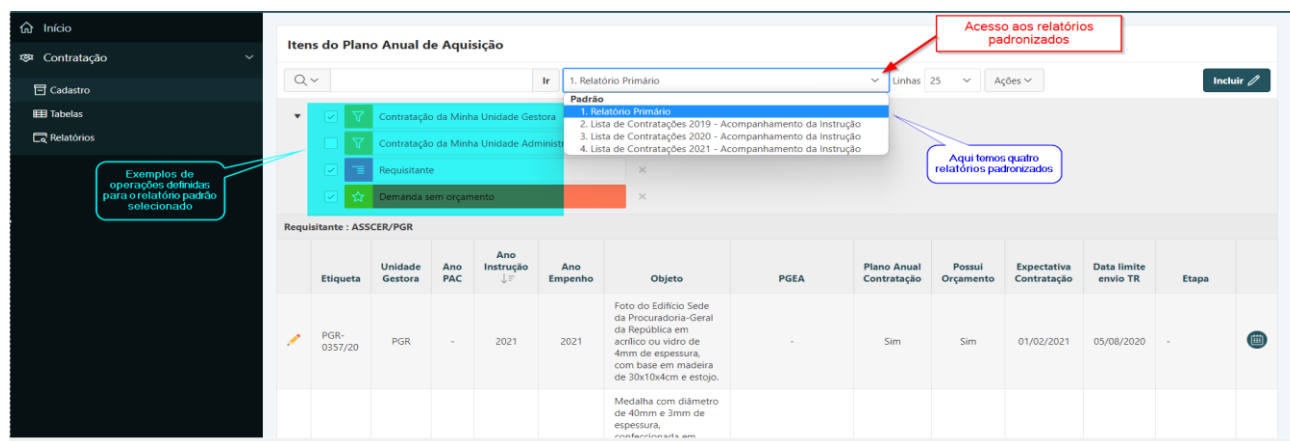 Início
Contratação
Cadastro
Tabelas
Relatórios
Exemplos de
operações definidas
para o relatório padrão
selecionado
Acesso aos relatórios
padronizados
Itens do Plano Anual de Aquisição
Ir
1. Relatório Primário
Linhas 25
Ações
Incluir
Padrão
1. Relatório Primário
2. Lista de Contratações 2019 - Acompanhamento da Instrução
3. Lista de Contratações 2020 - Acompanhamento da Instrução
4. Lista de Contratações 2021 - Acompanhamento da Instrução
Aqui temos quatro
relatórios padronizados
Contratação da Minha Unidade Gestora
Contratação da Minha Unidade Administ
Requisitante
Demanda sem orçamento
Requisitante : ASSCER/PGR
Etiqueta
Unidade
Gestora
Ano
PAC
Ano
Instrução
Ano
Empenho
Objeto
PGEA
Plano Anual
Contratação
Possui
Orçamento
Expectativa
Contratação
Data limite
envio TR
Etapa
PGR-
0357/20
PGR
-
2021
2021
Foto do Edifício Sede
da Procuradoria-Geral
da República em
acrílico ou vidro de
4mm de espessura,
com base em madeira
de 30x10x4cm e estojo.
-
Sim
Sim
01/02/2021
05/08/2020
-
Medalha com diâmetro
de 40mm e 3mm de
espessura,
confeccionada em